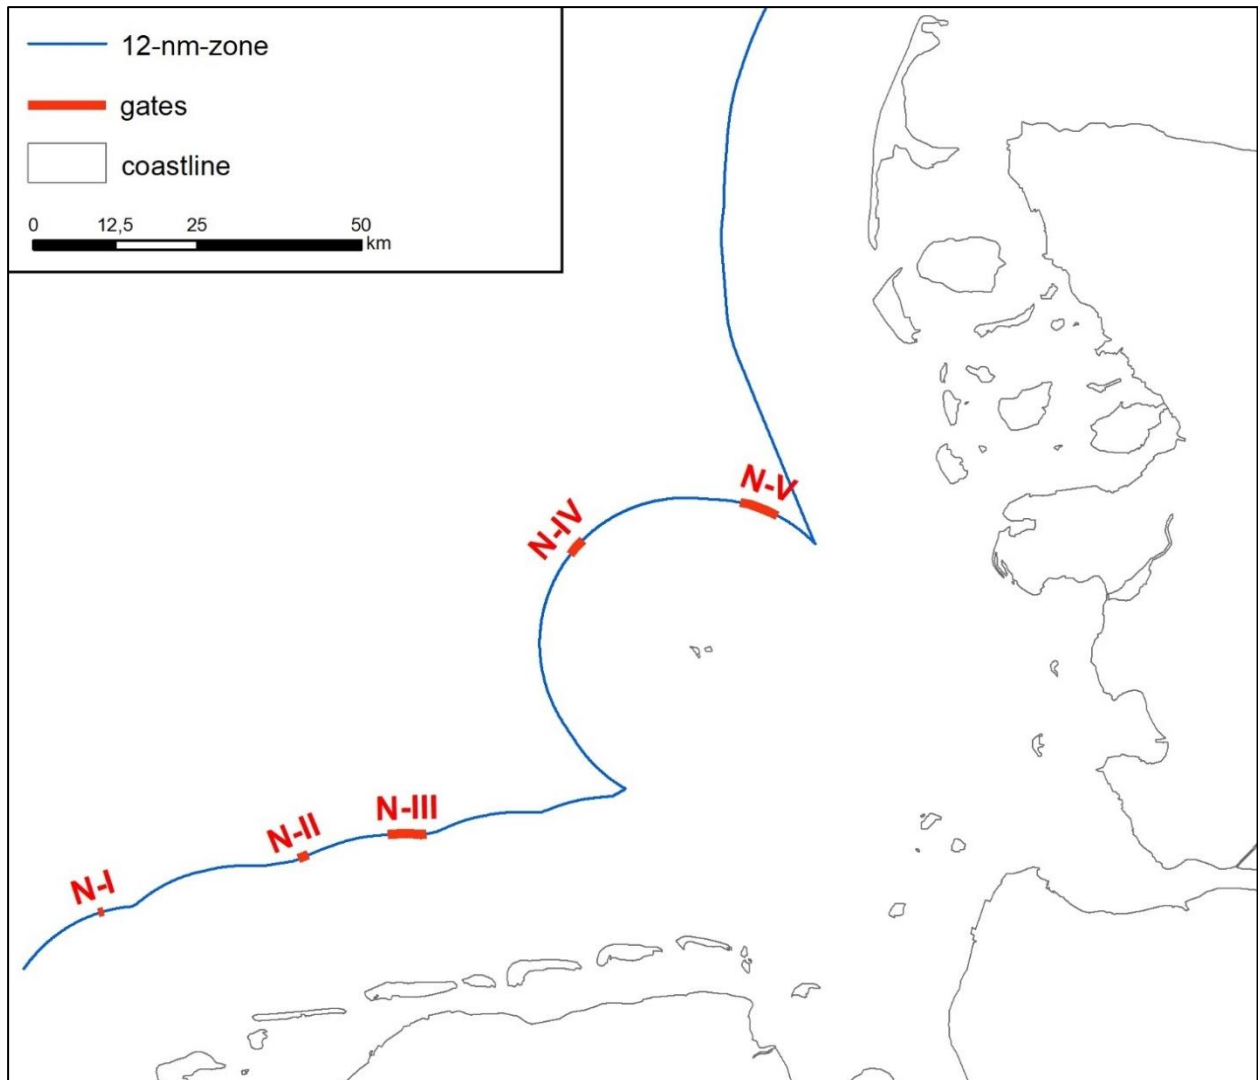 12-nm-zone
gates
coastline
0 12,5 25 50
km
N-V
N-IV
N-III
N-II
N-I